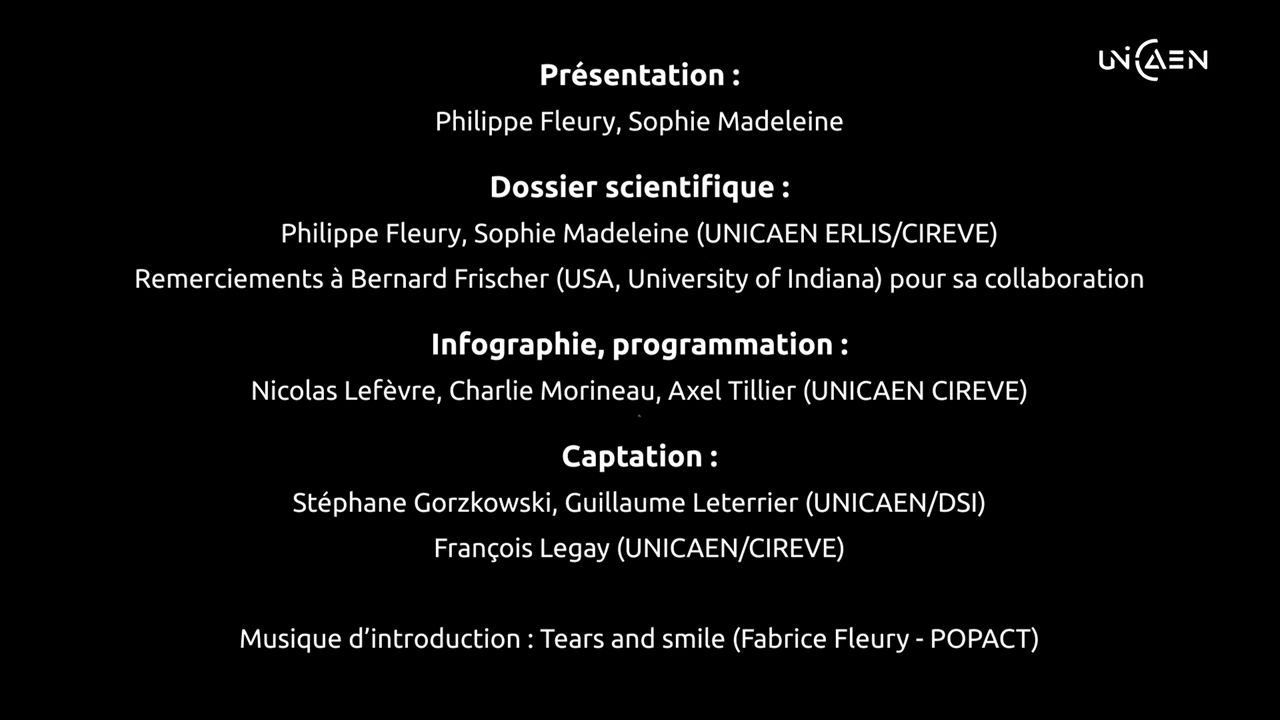 UNICAEN
Présentation :
Philippe Fleury, Sophie Madeleine
Dossier scientifique :
Philippe Fleury, Sophie Madeleine (UNICAEN ERLIS/CIREVE)
Remerciements à Bernard Frischer (USA, University of Indiana) pour sa collaboration
Infographie, programmation :
Nicolas Lefèvre, Charlie Morineau, Axel Tillier (UNICAEN CIREVE)
Captation :
Stéphane Gorzkowski, Guillaume Leterrier (UNICAEN/DSI)
François Legay (UNICAEN/CIREVE)
Musique d’introduction : Tears and smile (Fabrice Fleury - POPACT)